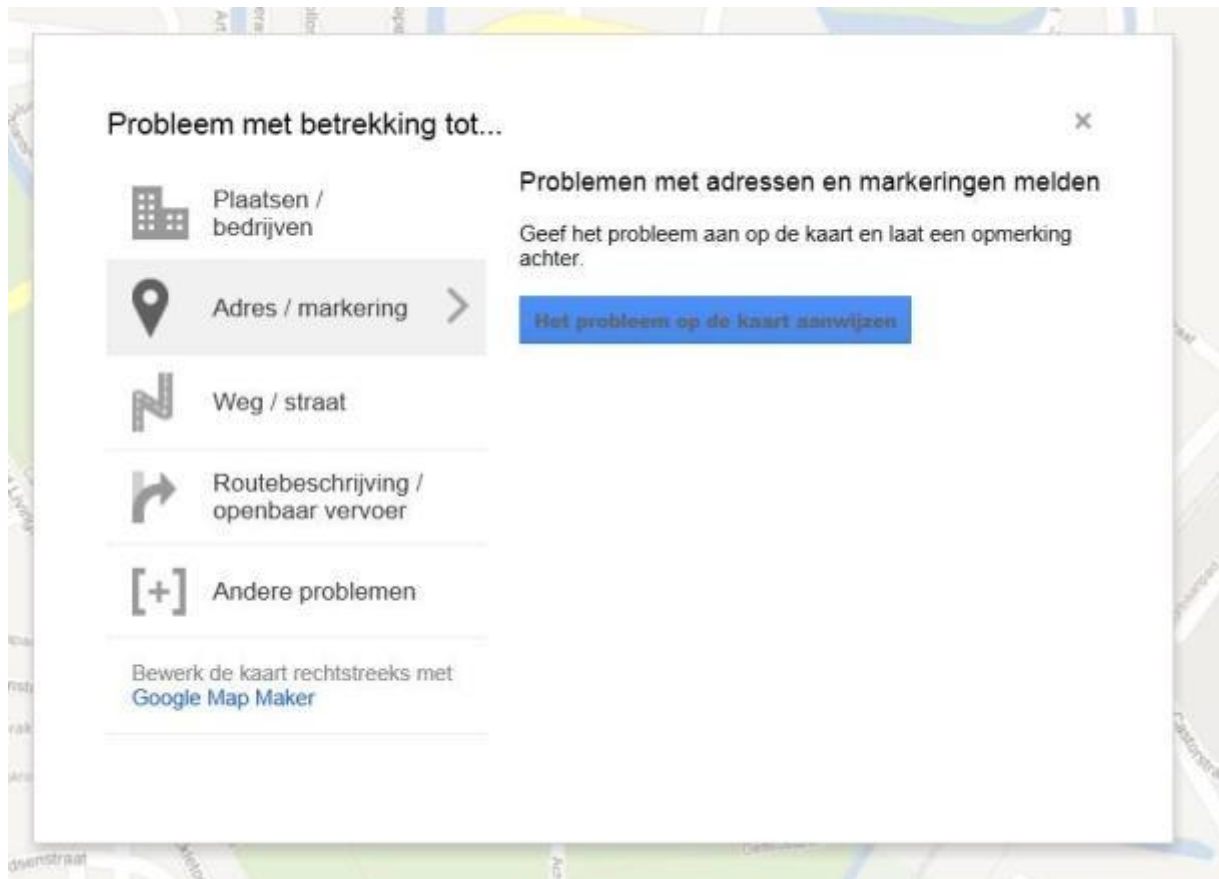 Probleem met betrekking tot...
×
Plaatsen /
bedrijven
Adres / markering
Weg / straat
Routebeschrijving /
openbaar vervoer
[+] Andere problemen
Bewerk de kaart rechtstreeks met
Google Map Maker
Problemen met adressen en markeringen melden
Geef het probleem aan op de kaart en laat een opmerking
achter.
Het probleem op de kaart aanwijzen